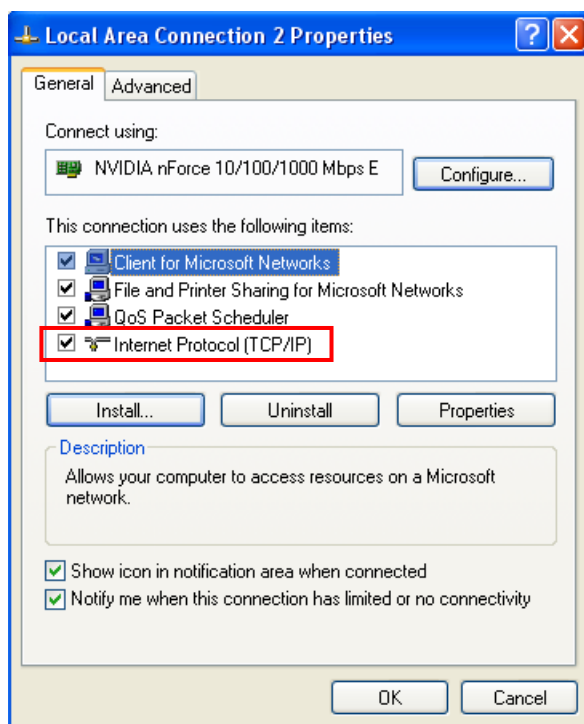 Local Area Connection 2 Properties
General Advanced
Connect using:
NVIDIA nForce 10/100/1000 Mbps E
Configure...
This connection uses the following items:
Client for Microsoft Networks
File and Printer Sharing for Microsoft Networks
QoS Packet Scheduler
Internet Protocol (TCP/IP)
Install... Uninstall Properties
Description
Allows your computer to access resources on a Microsoft
network.
Show icon in notification area when connected
Notify me when this connection has limited or no connectivity
OK Cancel